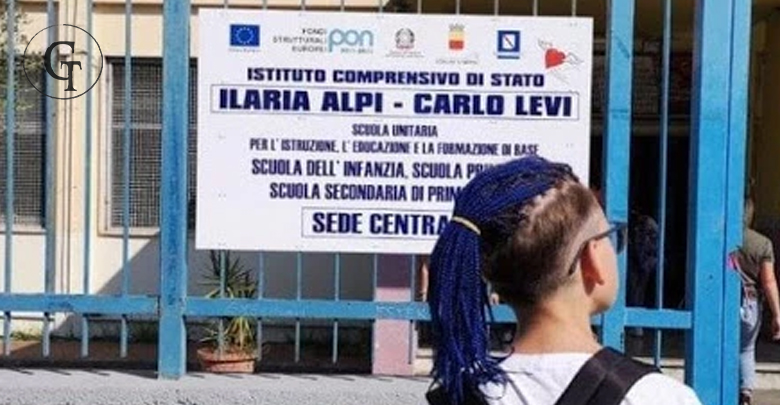 GT
FONDI
STRUTTURALI
EUROPEI
pon
ISTITUTO COMPRENSIVO DI STATO
ILARIA ALPI - CARLO LEVI
SCUOLA UNITARIA
PER L' ISTRUZIONE, L' EDUCAZIONE E LA FORMAZIONE DI BASE
SCUOLA DELL' INFANZIA, SCUOLA PRI
SCUOLA SECONDARIA DI PRIM
SEDE CENTRA